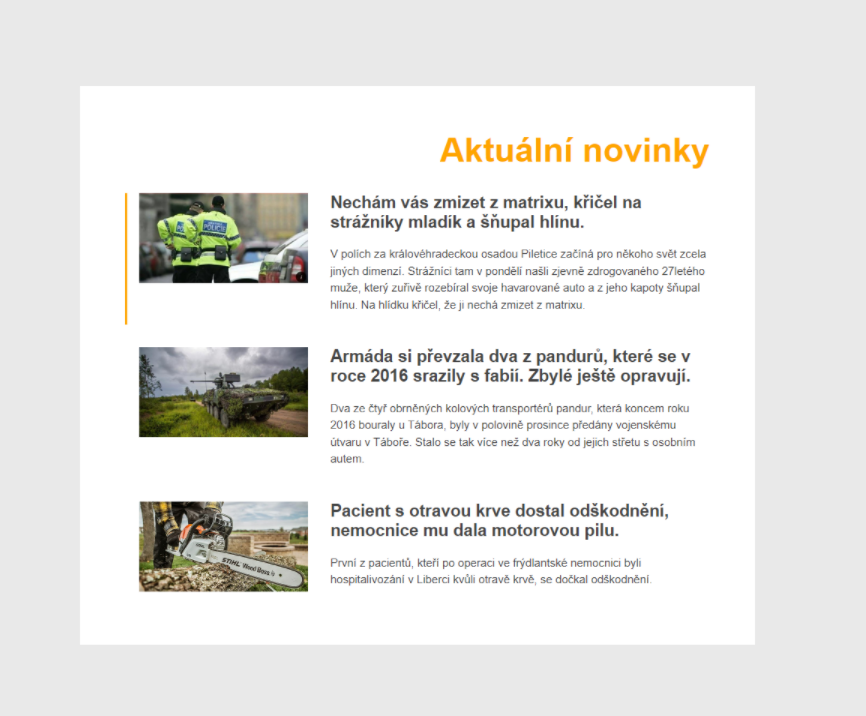 Aktuální novinky
Nechám vás zmizet z matrixu, křičel na
strážníky mladík a šňupal hlínu.
V polích za královéhradeckou osadou Piletice začíná pro někoho svět zcela
jiných dimenzí. Strážníci tam v pondělí našli zjevně zdrogovaného 27letého
muže, který zuřivě rozebíral svoje havarované auto a z jeho kapoty šňupal
hlínu. Na hlídku křičel, že ji nechá zmizet z matrixu.
POLICIE
Armáda si převzala dva z pandurů, které se v
roce 2016 srazily s fabií. Zbylé ještě opravují.
Dva ze čtyř obrněných kolových transportérů pandur, která koncem roku
2016 bouraly u Tábora, byly v polovině prosince předány vojenskému
útvaru v Táboře. Stalo se tak více než dva roky od jejich střetu s osobním
autem.
Pacient s otravou krve dostal odškodnění,
nemocnice mu dala motorovou pilu.
První z pacientů, kteří po operaci ve frýdlantské nemocnici byli
hospitalivozání v Liberci kvůli otravě krvě, se dočkal odškodnění.
STIHL Wood Boss